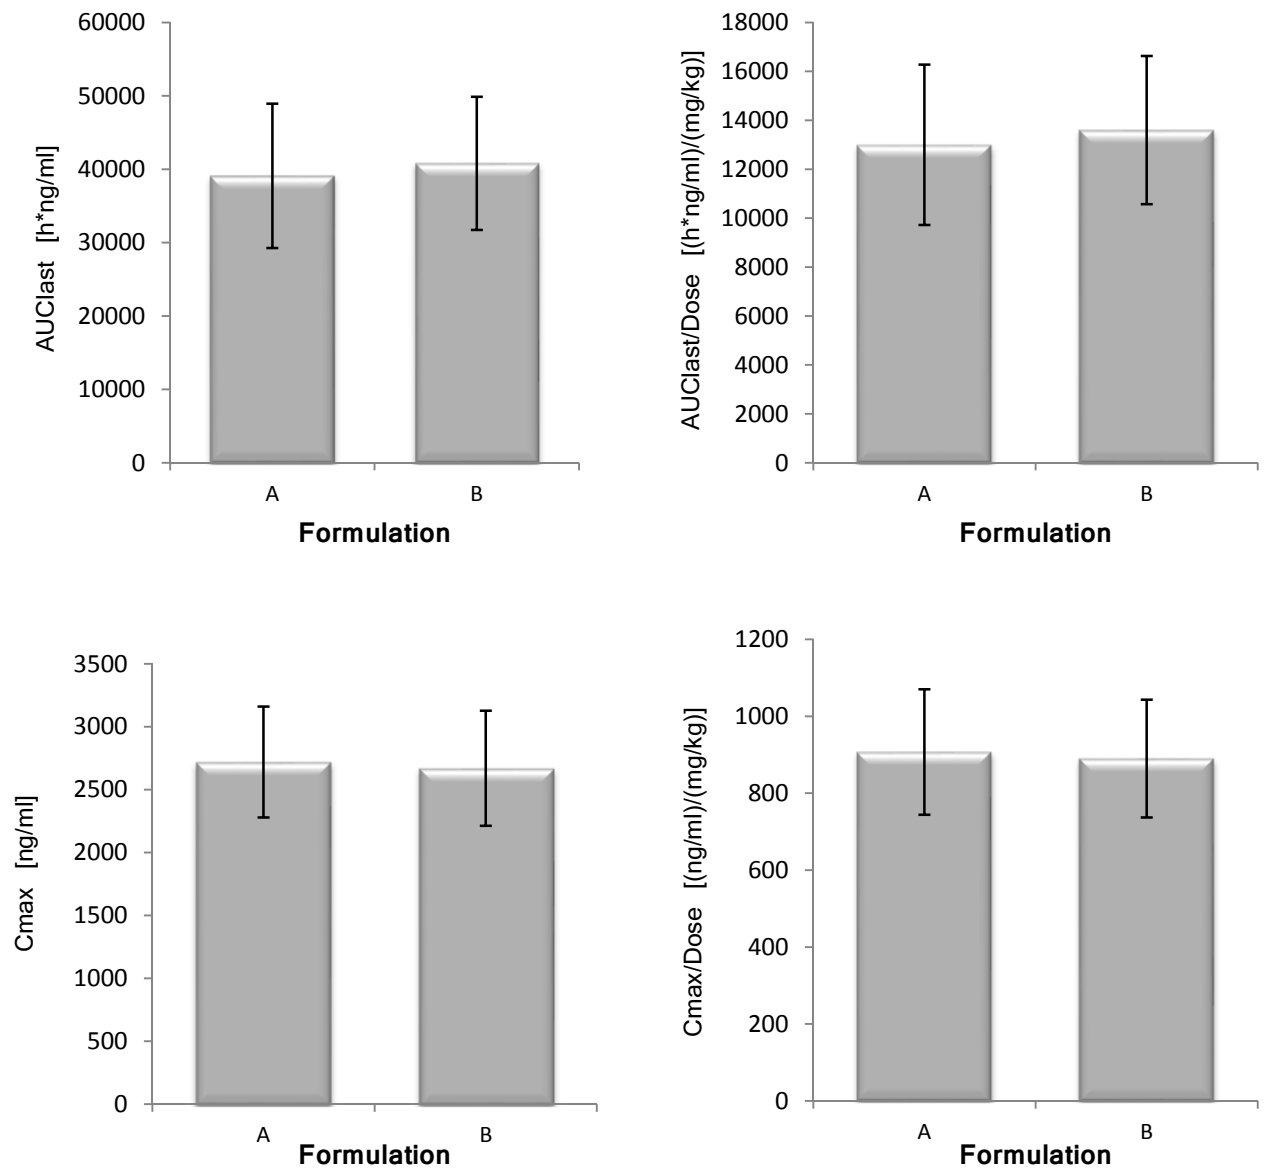 AUClast [h*ng/ml]
60000
50000
40000
30000
20000
10000
0
A B
Formulation
AUClast/Dose [(h*ng/ml)/(mg/kg)]
18000
16000
14000
12000
10000
8000
6000
4000
2000
0
A B
Formulation
Cmax [ng/ml]
3500
3000
2500
2000
1500
1000
500
0
A B
Formulation
Cmax/Dose [(ng/ml)/(mg/kg)]
1200
1000
800
600
400
200
0
A B
Formulation